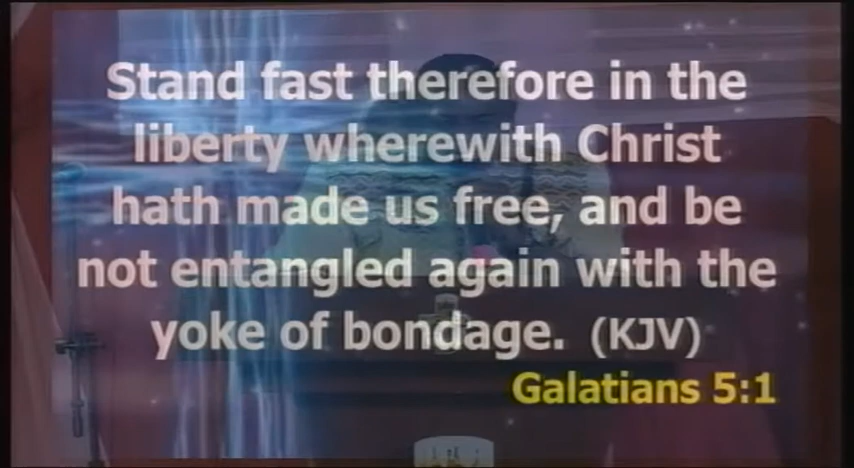 Stand fast therefore in the
liberty wherewith Christ
hath made us free, and be
not entangled again with the
yoke of bondage. (KJV)
Galatians 5:1